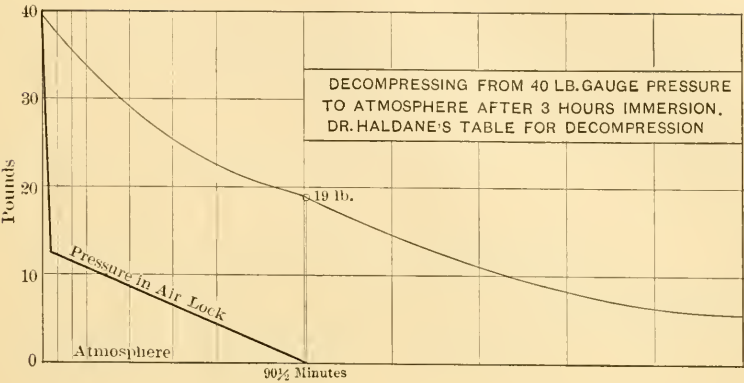 40
DECOMPRESSING FROM 40 LB. GAUGE PRESSURE
TO ATMOSPHERE AFTER 3 HOURS IMMERSION.
DR. HALDANE'S TABLE FOR DECOMPRESSION
30
Pounds
20
19 lb.
10
Pressure in Air Lock
0
Atmosphere
90½ Minutes